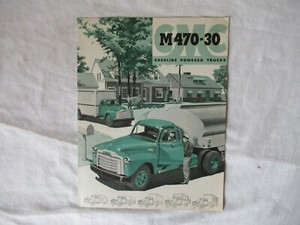 GMC
M470-30
GASOLINE POWERED TRUCKS